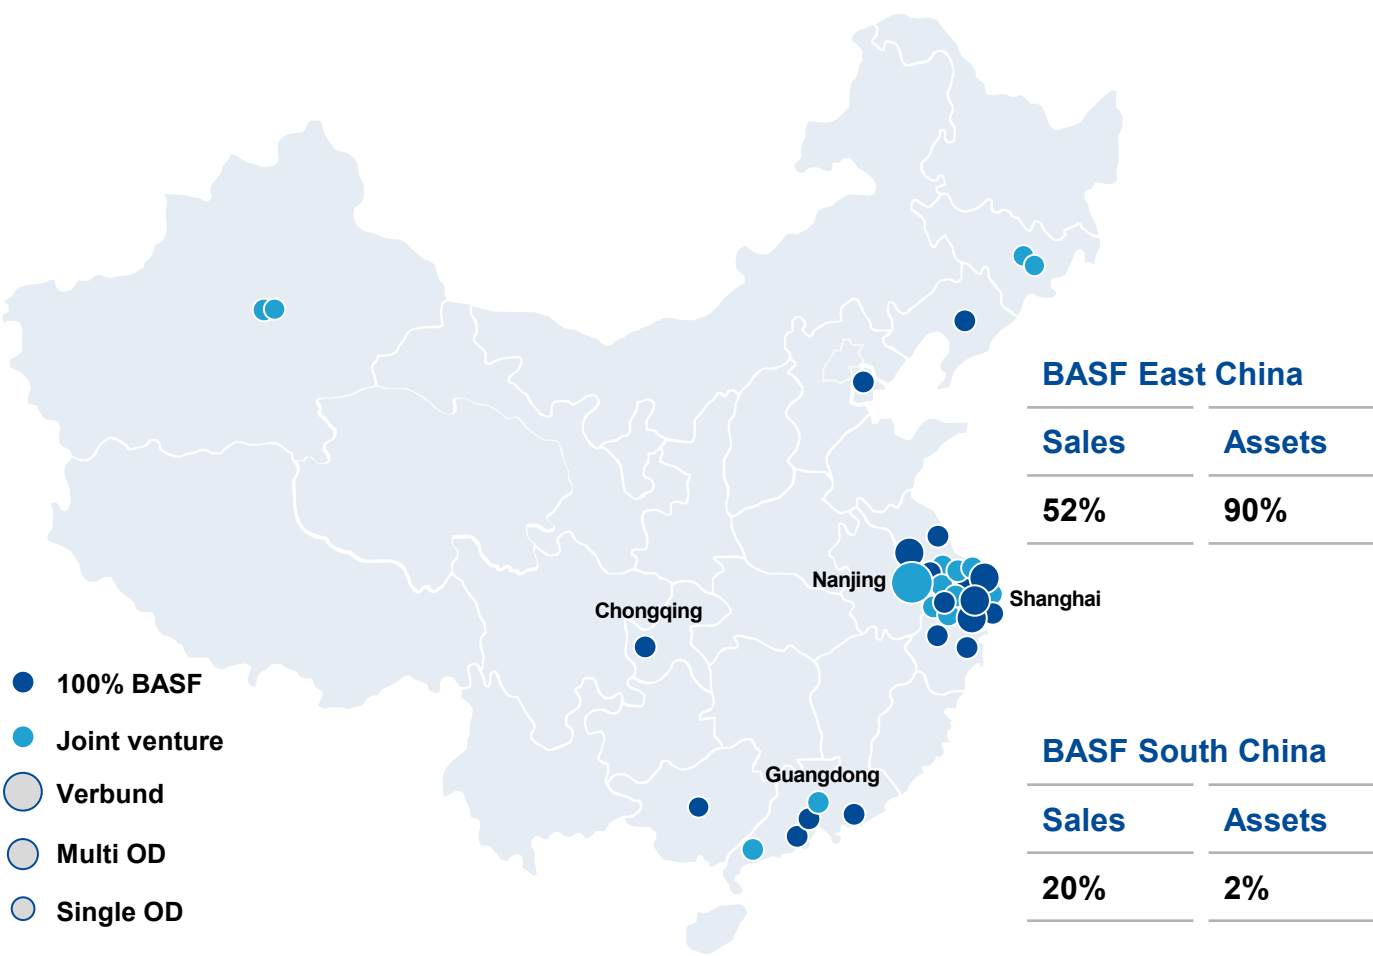 BASF East China
Sales Assets
52% 90%
Nanjing
Shanghai
Chongqing
100% BASF
Joint venture
Verbund
Multi OD
Single OD
Guangdong
BASF South China
Sales Assets
20% 2%